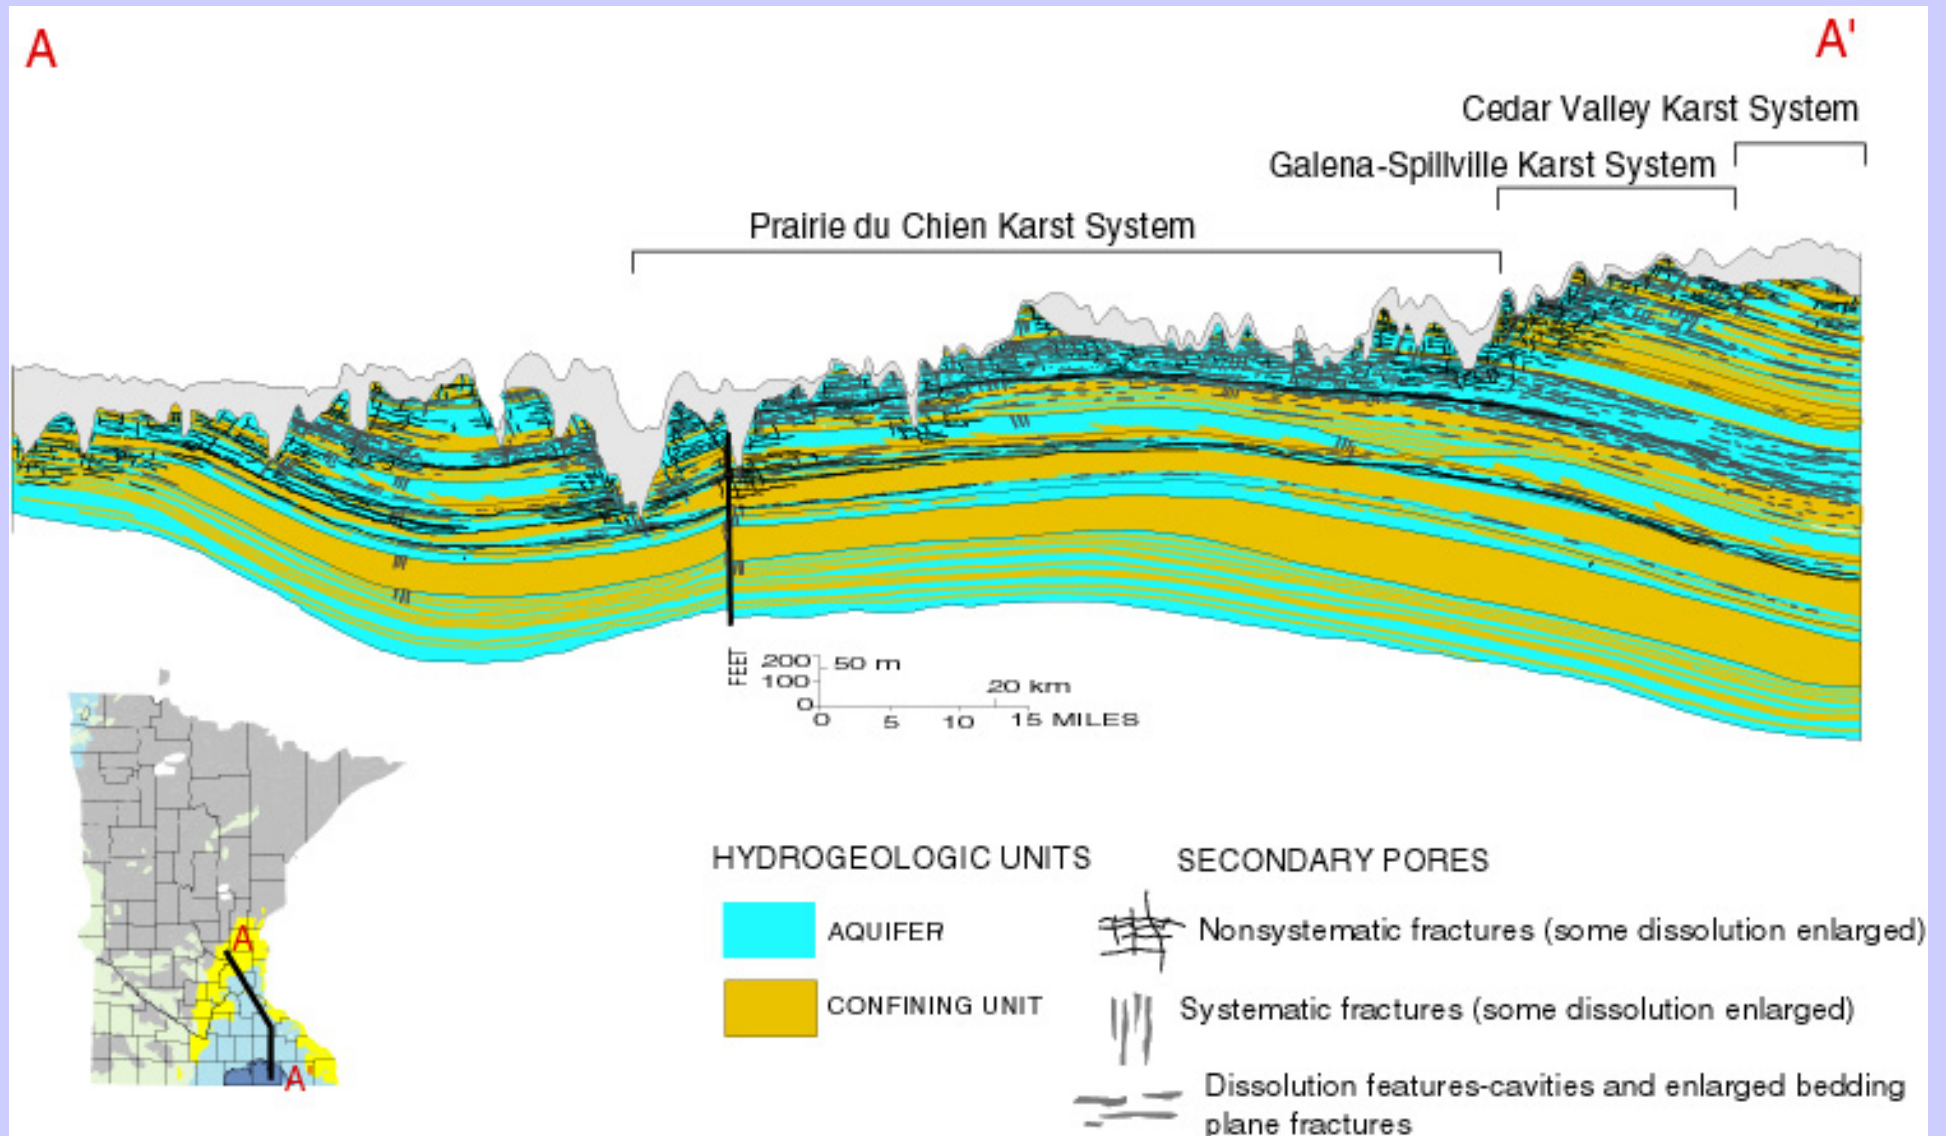 A
A'
Cedar Valley Karst System
Galena-Spillville Karst System
Prairie du Chien Karst System
FEET
200
100
0
50 m
20 km
0 5 10 15 MILES
A
A'
HYDROGEOLOGIC UNITS
AQUIFER
CONFINING UNIT
SECONDARY PORES
Nonsystematic fractures (some dissolution enlarged)
Systematic fractures (some dissolution enlarged)
Dissolution features-cavities and enlarged bedding
plane fractures